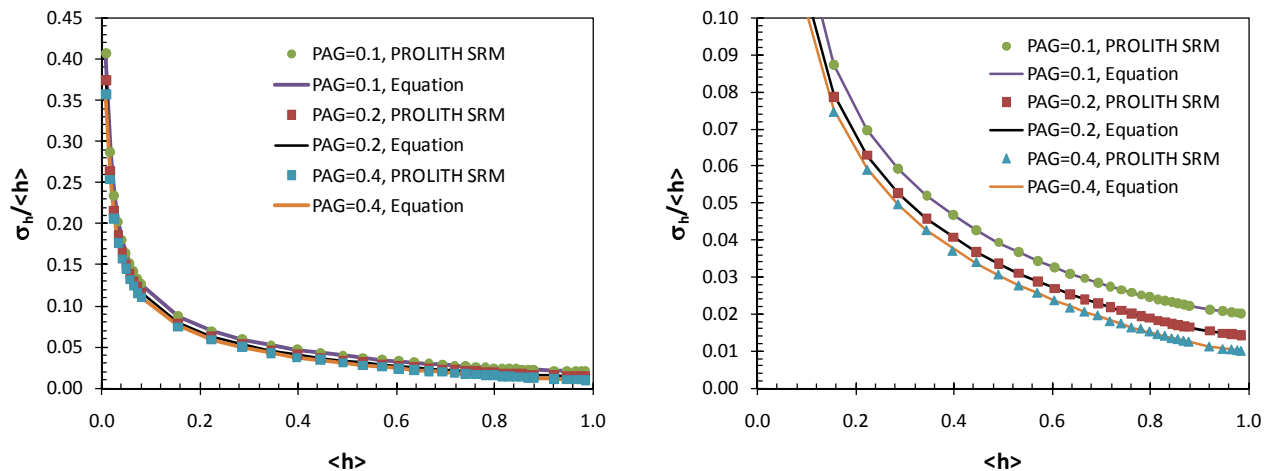 0.45
0.40
0.35
0.30
0.25
0.20
0.15
0.10
0.05
0.00
σh/<h>
PAG=0.1, PROLITH SRM
PAG=0.1, Equation
PAG=0.2, PROLITH SRM
PAG=0.2, Equation
PAG=0.4, PROLITH SRM
PAG=0.4, Equation
0.0 0.2 0.4 0.6 0.8 1.0
<h>
0.10
0.09
0.08
0.07
0.06
0.05
0.04
0.03
0.02
0.01
0.00
σh/<h>
PAG=0.1, PROLITH SRM
PAG=0.1, Equation
PAG=0.2, PROLITH SRM
PAG=0.2, Equation
PAG=0.4, PROLITH SRM
PAG=0.4, Equation
0.0 0.2 0.4 0.6 0.8 1.0
<h>